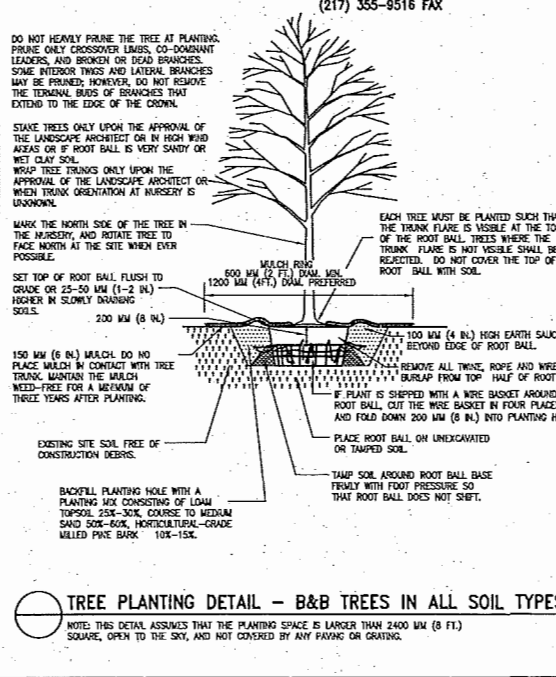 (217) 355-9516 FAX
DO NOT HEAVILY PRUNE THE TREE AT PLANTING.
PRUNE ONLY CROSSOVER LIMBS, CO-DOMINANT
LEADERS, AND BROKEN OR DEAD BRANCHES.
SOME INTERIOR TWIGS AND LATERAL BRANCHES
MAY BE PRUNED; HOWEVER, DO NOT REMOVE
THE TERMINAL BUDS OF BRANCHES THAT
EXTEND TO THE EDGE OF THE CROWN.
STAKE TREES ONLY UPON THE APPROVAL OF
THE LANDSCAPE ARCHITECT OR IN HIGH WIND
AREAS OR IF ROOT BALL IS VERY SANDY OR
WET CLAY SOIL.
WRAP TREE TRUNKS ONLY UPON THE
APPROVAL OF THE LANDSCAPE ARCHITECT OR
WHEN TRUNK ORIENTATION AT NURSERY IS
UNKNOWN.
MARK THE NORTH SIDE OF THE TREE IN
THE NURSERY, AND ROTATE TREE TO
FACE NORTH AT THE SITE WHEN EVER
POSSIBLE.
SET TOP OF ROOT BALL FLUSH TO
GRADE OR 25-50 MM (1-2 IN.)
HIGHER IN SLOWLY DRAINING
SOILS.
200 MM (8 IN.)
150 MM (6 IN.) MULCH. DO NO
PLACE MULCH IN CONTACT WITH TREE
TRUNK. MAINTAIN THE MULCH
WEED-FREE FOR A MINIMUM OF
THREE YEARS AFTER PLANTING.
EXISTING SITE SOIL FREE OF
CONSTRUCTION DEBRIS.
BACKFILL PLANTING HOLE WITH A
PLANTING MIX CONSISTING OF LOAM
TOPSOIL 25%-30%, COURSE TO MEDIUM
SAND 50%-60%, HORTICULTURAL-GRADE
MILLED PINE BARK 10%-15%.
MULCH RING
600 MM (2 FT.) DIAM. MIN.
1200 MM (4FT.) DIAM. PREFERRED
EACH TREE MUST BE PLANTED SUCH THA
THE TRUNK FLARE IS VISIBLE AT THE TO
OF THE ROOT BALL. TREES WHERE THE
TRUNK FLARE IS NOT VISIBLE SHALL BE
REJECTED. DO NOT COVER THE TOP OF
ROOT BALL WITH SOIL.
100 MM (4 IN.) HIGH EARTH SAUC
BEYOND EDGE OF ROOT BALL.
REMOVE ALL TWINE, ROPE AND WIRE
BURLAP FROM TOP HALF OF ROOT
IF PLANT IS SHIPPED WITH A WIRE BASKET AROUND
ROOT BALL, CUT THE WIRE BASKET IN FOUR PLACE
AND FOLD DOWN 200 MM (8 IN.) INTO PLANTING H
PLACE ROOT BALL ON UNEXCAVATED
OR TAMPED SOIL.
TAMP SOIL AROUND ROOT BALL BASE
FIRMLY WITH FOOT PRESSURE SO
THAT ROOT BALL DOES NOT SHIFT.
TREE PLANTING DETAIL - B&B TREES IN ALL SOIL TYPES
NOTE: THIS DETAIL ASSUMES THAT THE PLANTING SPACE IS LARGER THAN 2400 MM (8 FT.)
SQUARE, OPEN TO THE SKY, AND NOT COVERED BY ANY PAVING OR GRATING.